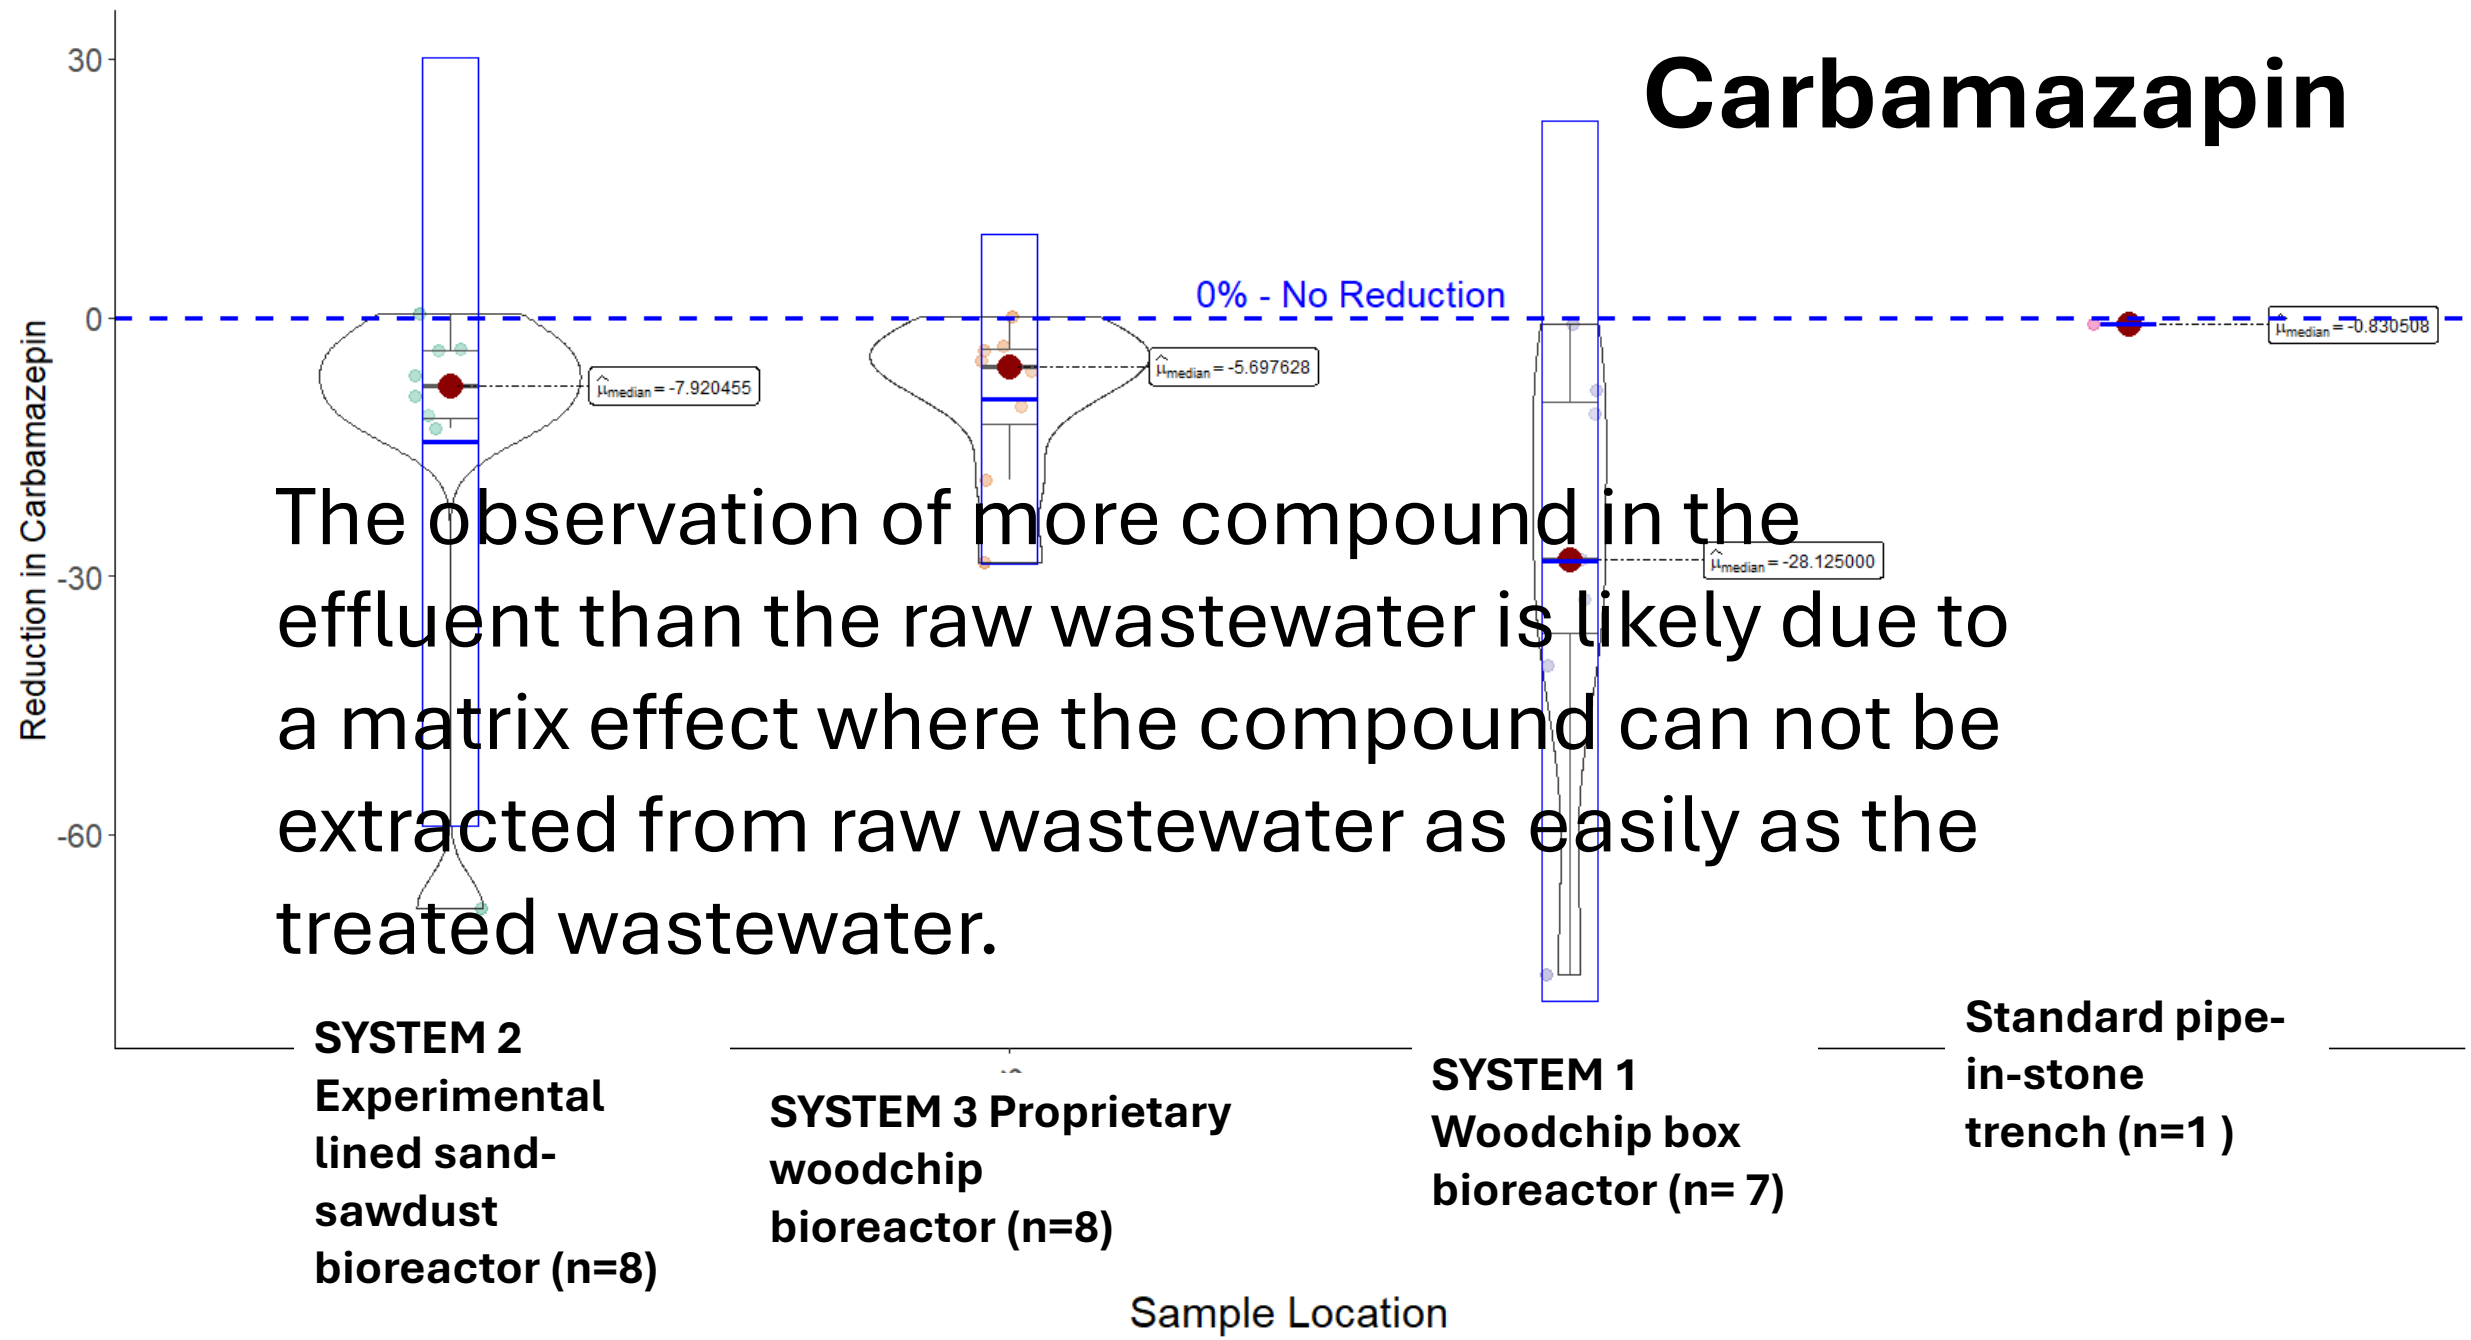 Carbamazapin
30
0
-30
-60
Reduction in Carbamazepin
0% - No Reduction
μ̂median = -7.920455
μ̂median = -5.697628
μ̂median = -28.125000
μ̂median = -0.830508
The observation of more compound in the
effluent than the raw wastewater is likely due to
a matrix effect where the compound can not be
extracted from raw wastewater as easily as the
treated wastewater.
SYSTEM 2
Experimental
lined sand-
sawdust
bioreactor (n=8)
SYSTEM 3 Proprietary
woodchip
bioreactor (n=8)
SYSTEM 1
Woodchip box
bioreactor (n= 7)
Standard pipe-
in-stone
trench (n=1 )
Sample Location